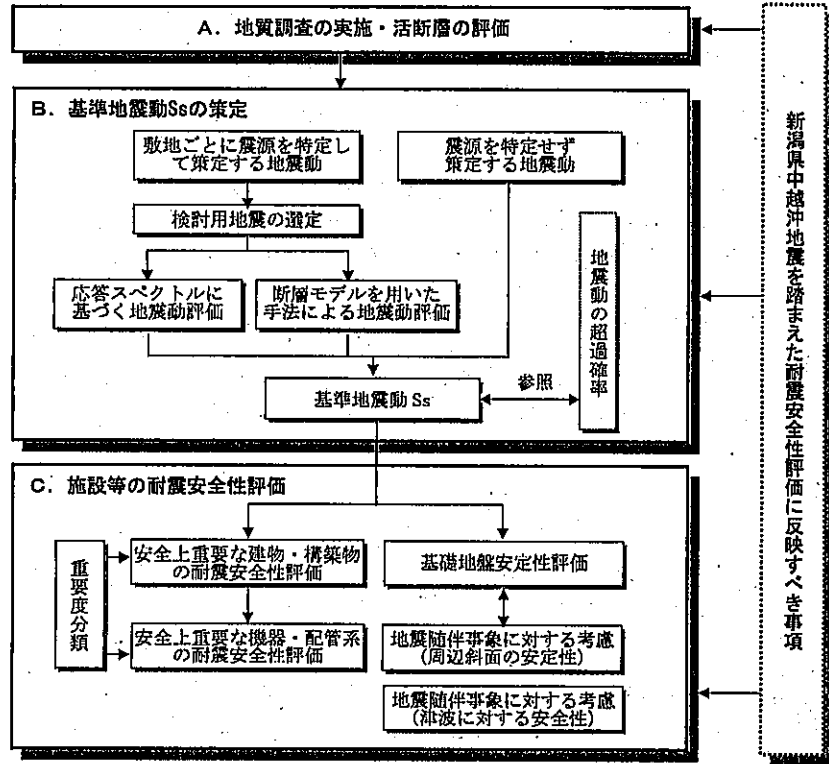 A. 地質調査の実施・活断層の評価
B. 基準地震動Ssの策定
敷地ごとに震源を特定し
て策定する地震動
震源を特定せず
策定する地震動
検討用地震の選定
応答スペクトルに
基づく地震動評価
断層モデルを用いた
手法による地震動評価
地震動の超過確率
基準地震動 Ss
参照
C. 施設等の耐震安全性評価
重要度分類
安全上重要な建物・構築物
の耐震安全性評価
基礎地盤安定性評価
安全上重要な機器・配管系
の耐震安全性評価
地震随伴事象に対する考慮
(周辺斜面の安定性)
地震随伴事象に対する考慮
(津波に対する安全性)
新潟県中越沖地震を踏まえた耐震安全性評価に反映すべき事項